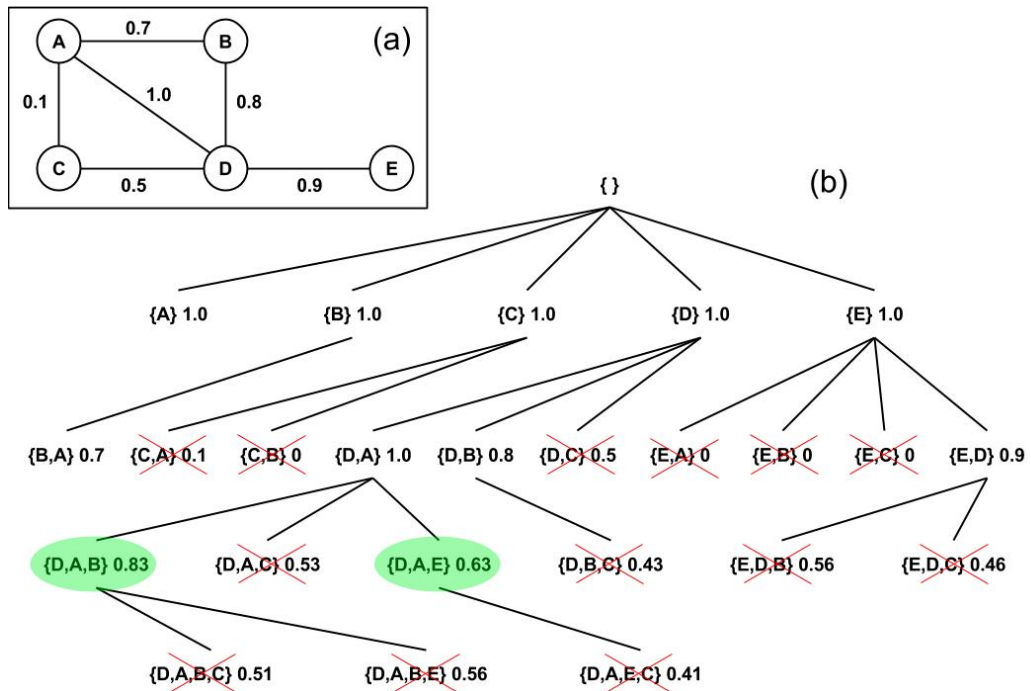 A 0.7 B (a)
0.1 1.0 0.8
C 0.5 D 0.9 E
{ } (b)
{A} 1.0 {B} 1.0 {C} 1.0 {D} 1.0 {E} 1.0
{B,A} 0.7 {C,A} 0.1 {C,B} 0 {D,A} 1.0 {D,B} 0.8 {D,C} 0.5 {E,A} 0 {E,B} 0 {E,C} 0 {E,D} 0.9
{D,A,B} 0.83 {D,A,C} 0.53 {D,A,E} 0.63 {D,B,C} 0.43 {E,D,B} 0.56 {E,D,C} 0.46
{D,A,B,C} 0.51 {D,A,B,E} 0.56 {D,A,E,C} 0.41